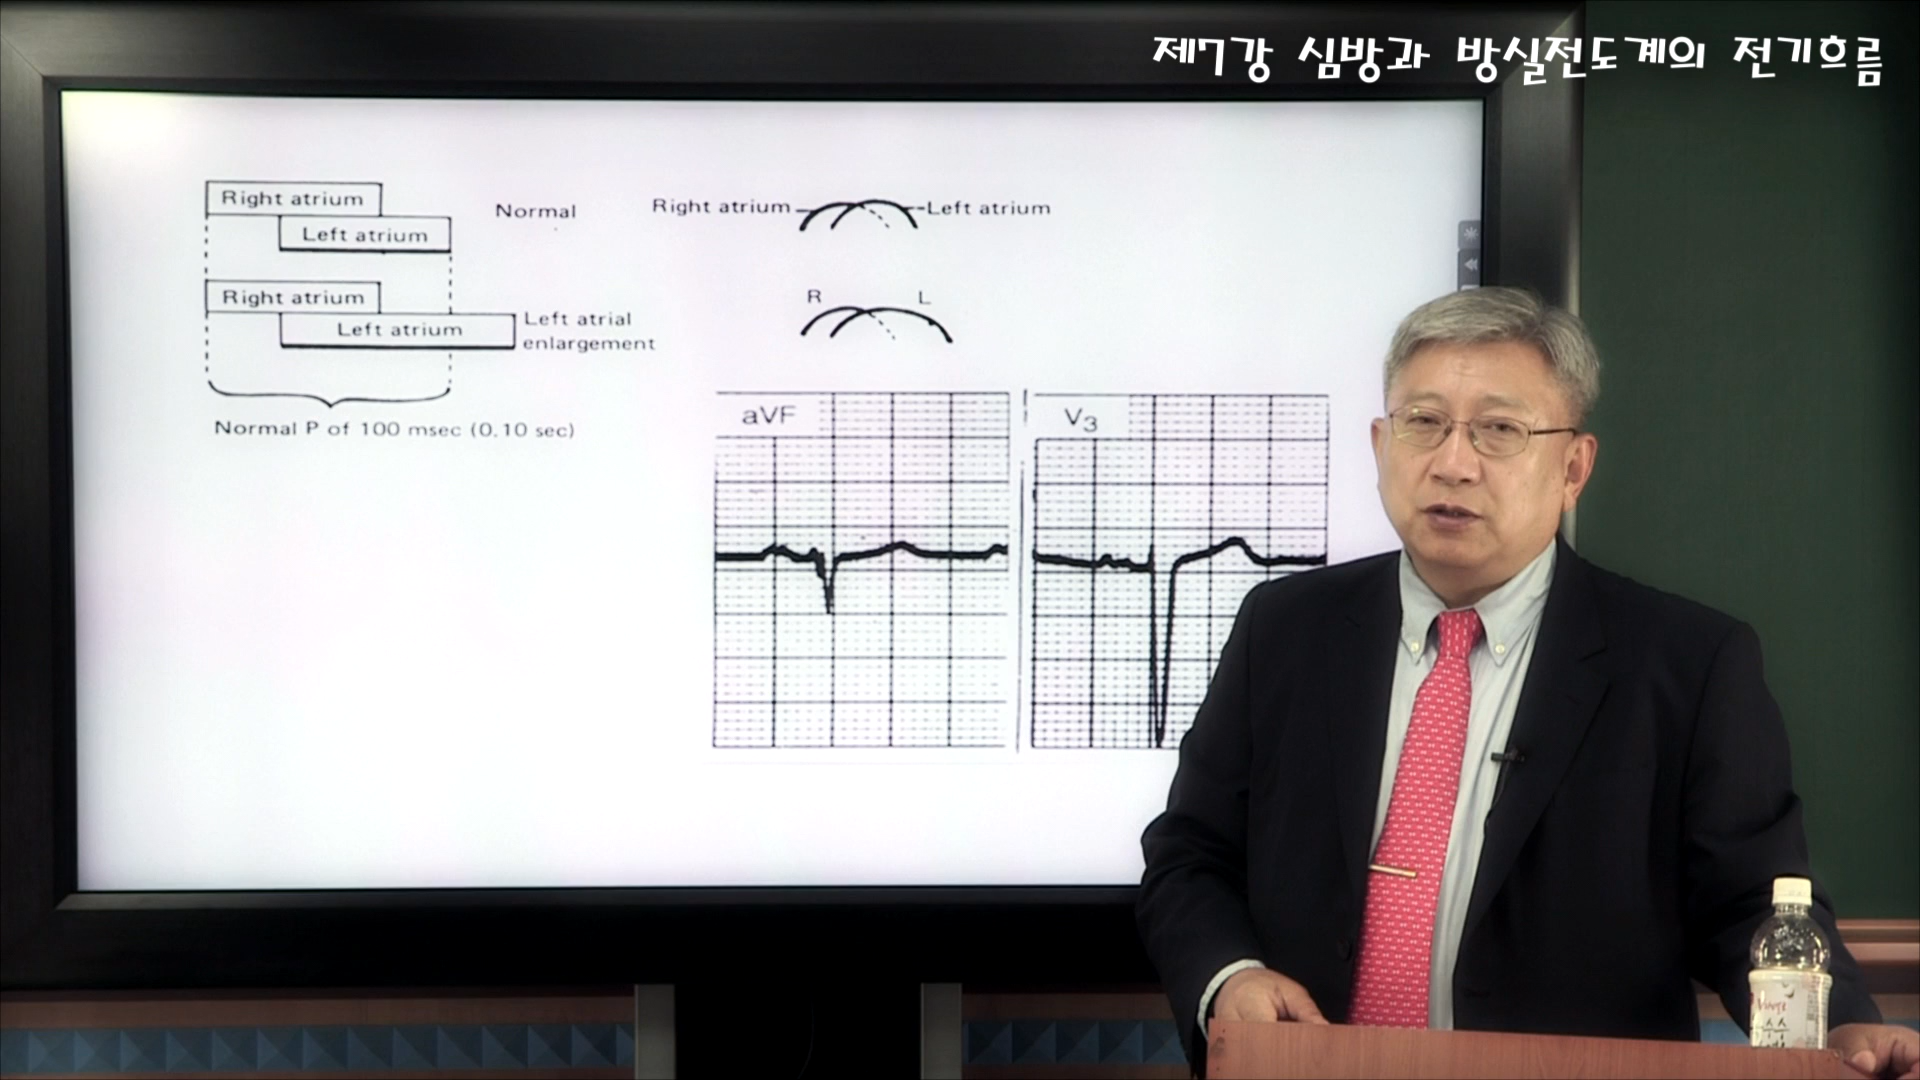 제7강 심방과 방실전도계의 전기흐름
Right atrium
Left atrium
Normal
Right atrium
Left atrium
Right atrium
Left atrium
Left atrial
enlargement
R
L
Normal P of 100 msec (0.10 sec)
aVF
V3